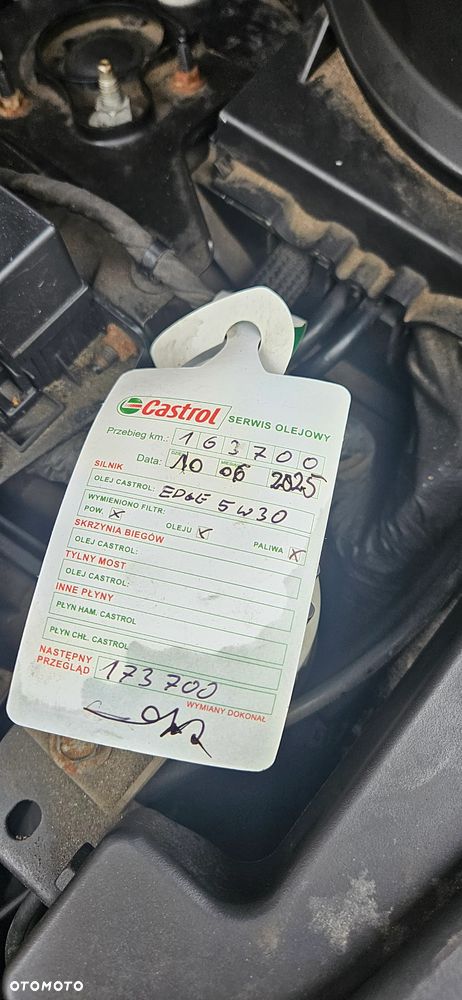 Castrol SERWIS OLEJOWY
Przebieg km.: 163700
Data: 10 06 2025
SILNIK
OLEJ CASTROL: EDGE 5W30
WYMIENIONO FILTR:
POW. X OLEJU X PALIWA X
SKRZYNIA BIEGÓW
OLEJ CASTROL:
TYLNY MOST
OLEJ CASTROL:
INNE PŁYNY
PŁYN HAM. CASTROL
PŁYN CHŁ. CASTROL
NASTĘPNY
PRZEGLĄD 173 700
WYMIANY DOKONAŁ
OTOMOTO